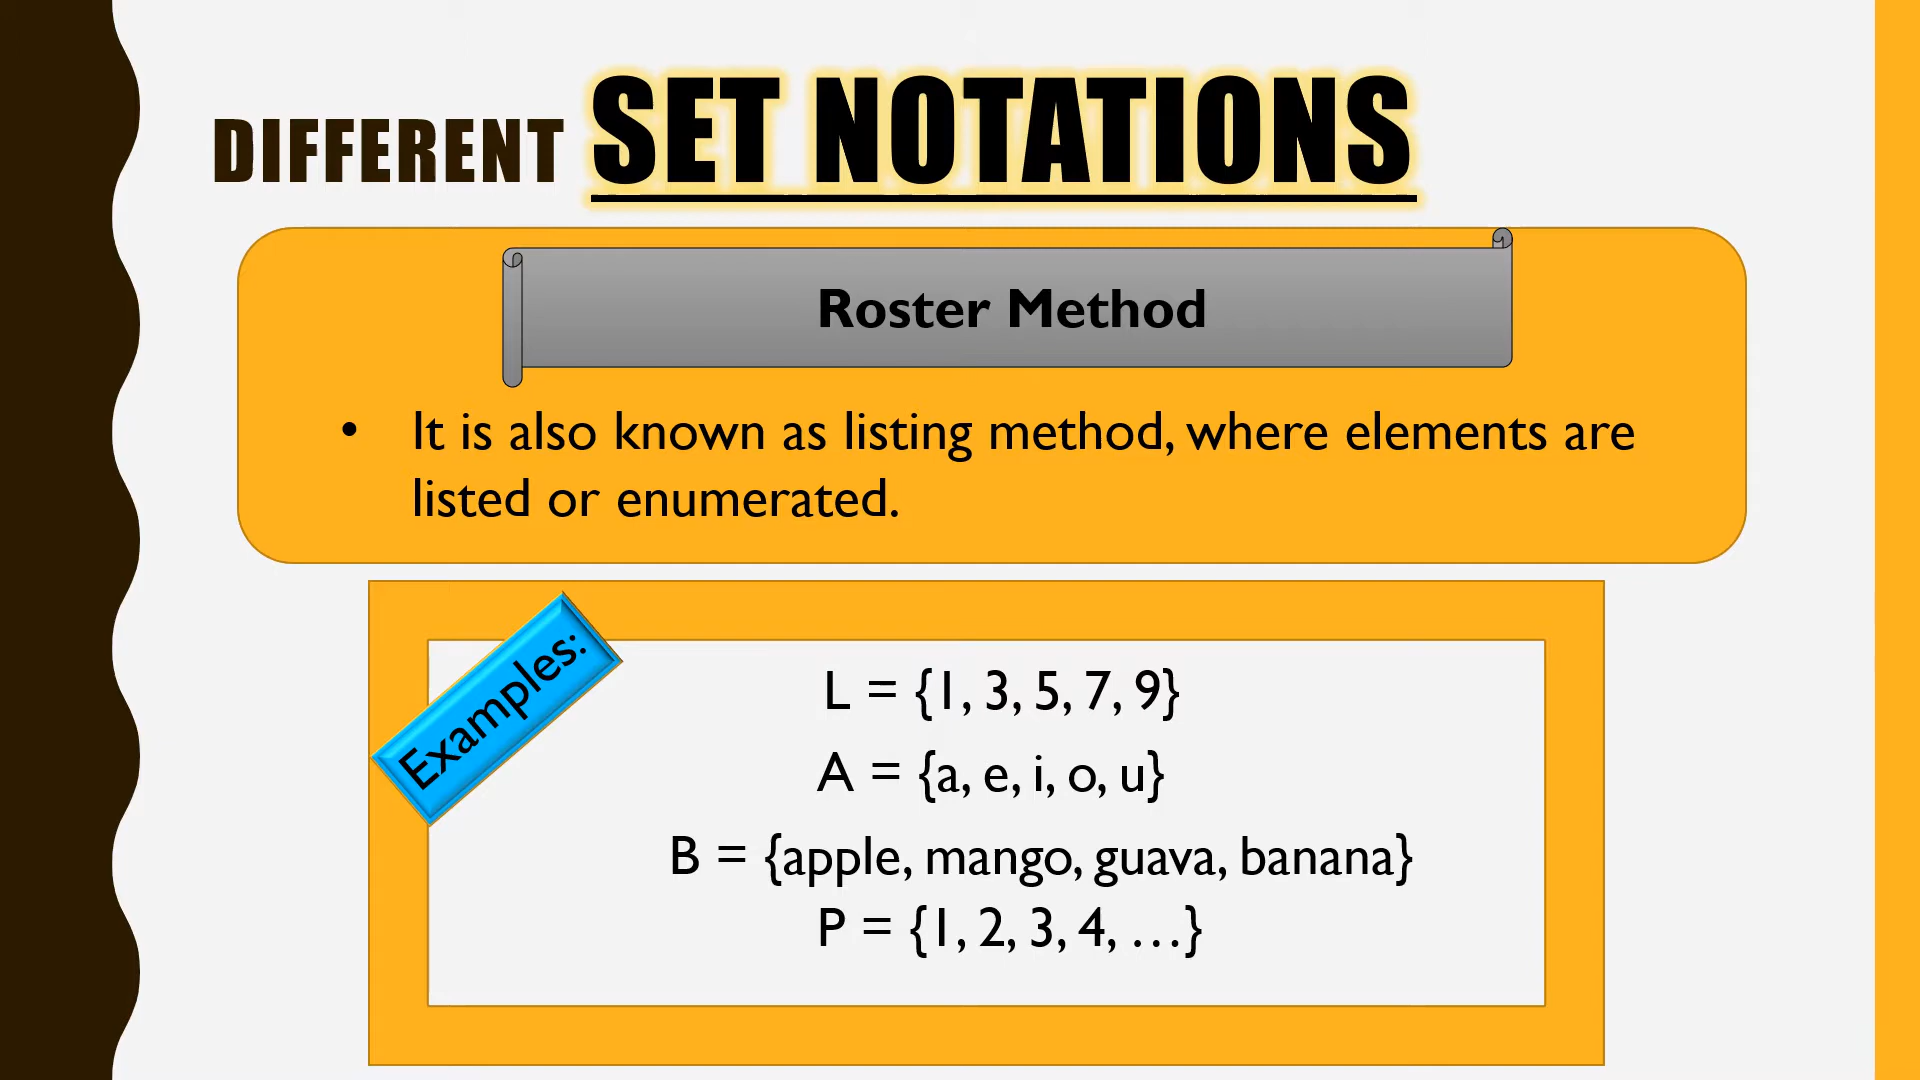 DIFFERENT SET NOTATIONS
Roster Method
• It is also known as listing method, where elements are
listed or enumerated.
Examples:
L = {1, 3, 5, 7, 9}
A = {a, e, i, o, u}
B = {apple, mango, guava, banana}
P = {1, 2, 3, 4, …}